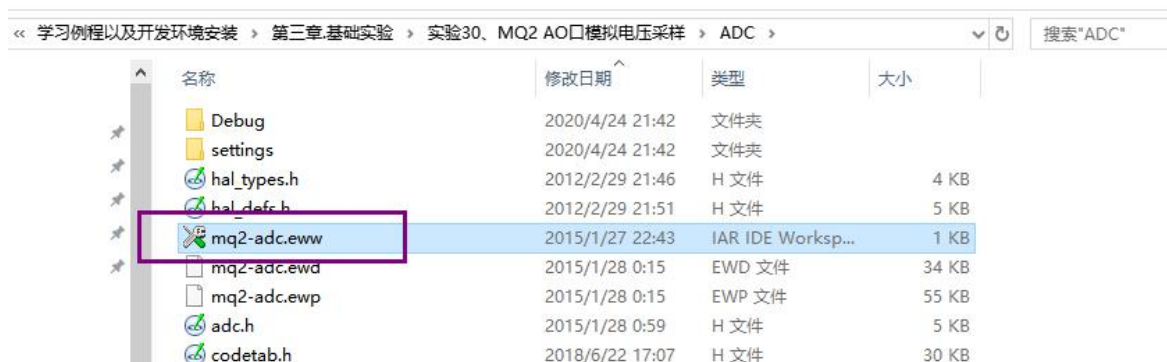 « 学习例程以及开发环境安装 › 第三章.基础实验 › 实验30、MQ2 AO口模拟电压采样 › ADC › 搜索"ADC"
名称 修改日期 类型 大小
Debug 2020/4/24 21:42 文件夹
settings 2020/4/24 21:42 文件夹
hal_types.h 2012/2/29 21:46 H 文件 4 KB
hal_defs.h 2012/2/29 21:51 H 文件 5 KB
mq2-adc.eww 2015/1/27 22:43 IAR IDE Worksp... 1 KB
mq2-adc.ewd 2015/1/28 0:15 EWD 文件 34 KB
mq2-adc.ewp 2015/1/28 0:15 EWP 文件 55 KB
adc.h 2015/1/28 0:59 H 文件 5 KB
codetab.h 2018/6/22 17:07 H 文件 30 KB